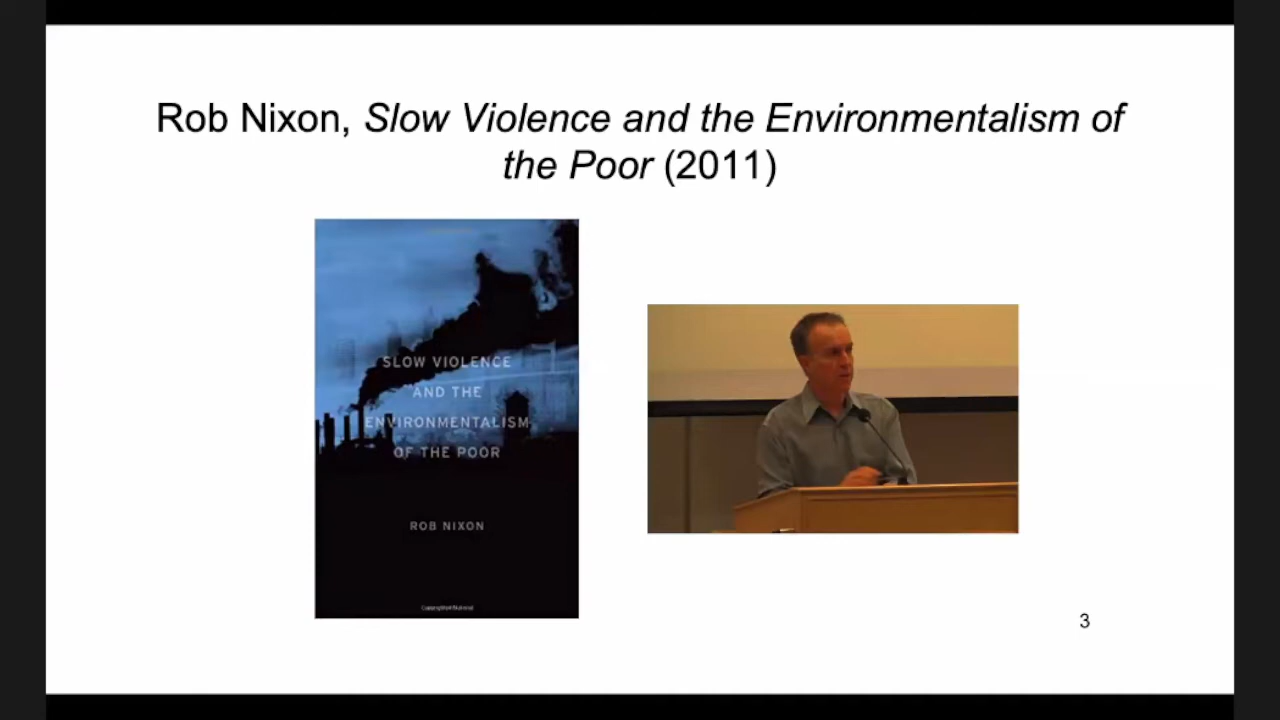 Rob Nixon, Slow Violence and the Environmentalism of
the Poor (2011)
SLOW VIOLENCE
AND THE
ENVIRONMENTALISM
OF THE POOR
ROB NIXON
3